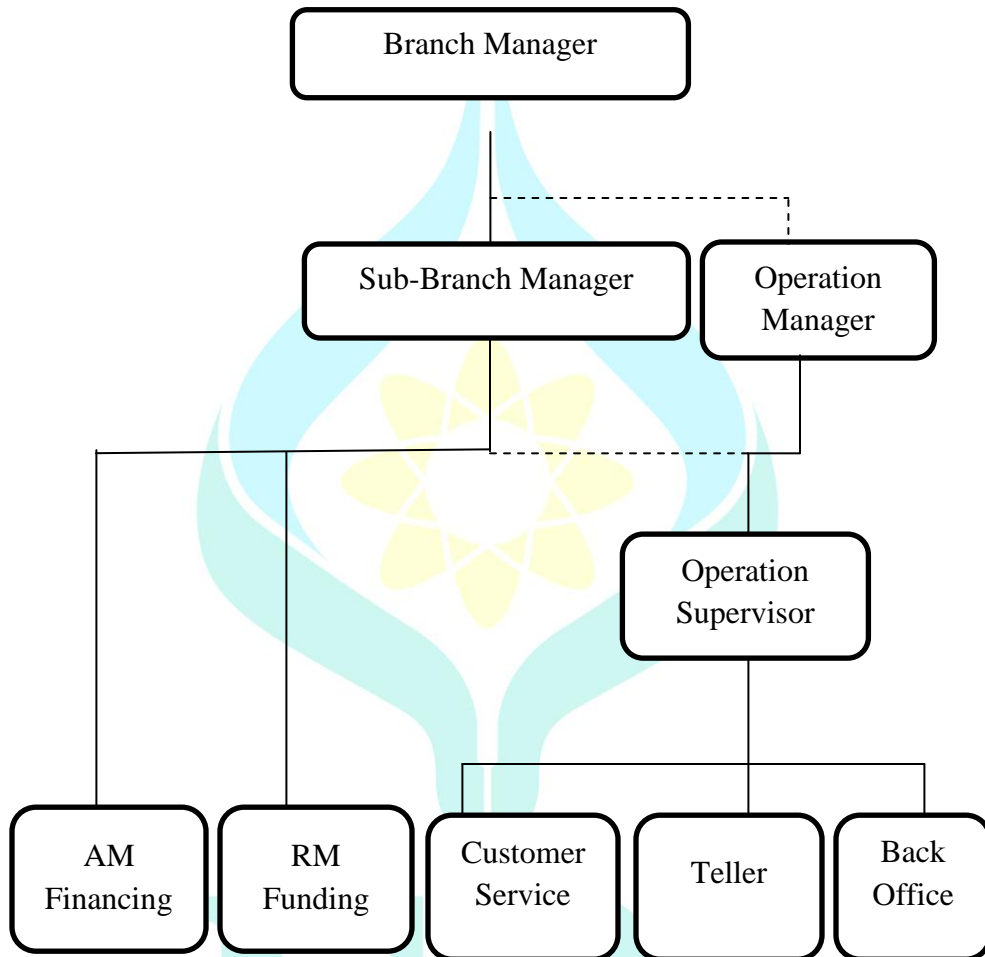 Branch Manager
Sub-Branch Manager
Operation
Manager
Operation
Supervisor
AM
Financing
RM
Funding
Customer
Service
Teller
Back
Office